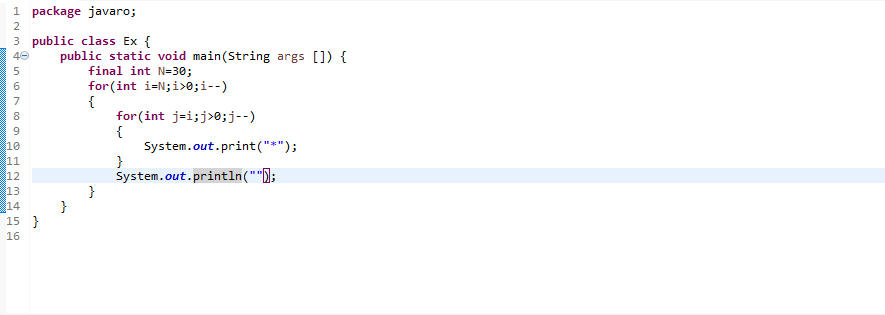 1 package javaro;
2
3 public class Ex {
4 public static void main(String args []) {
5 final int N=30;
6 for(int i=N;i>0;i--)
7 {
8 for(int j=i;j>0;j--)
9 {
10 System.out.print("*");
11 }
12 System.out.println("");
13 }
14 }
15 }
16